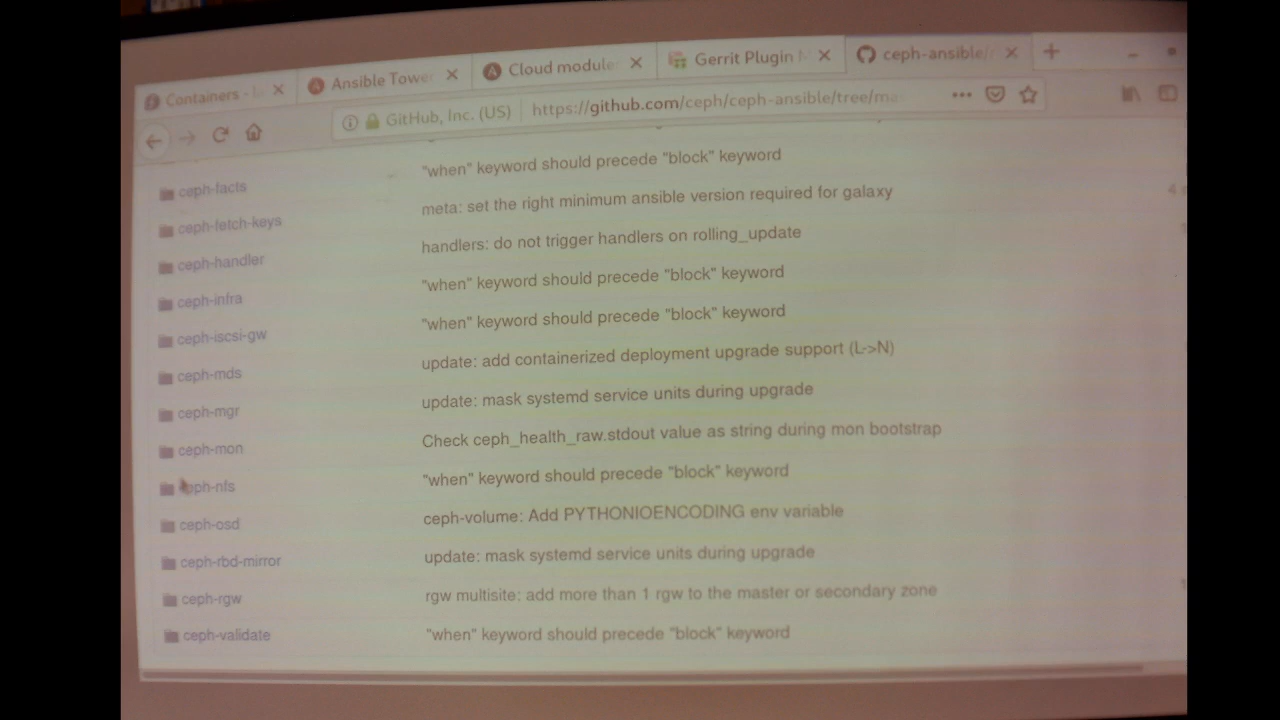 Containers -
Ansible Tower
Cloud module
Gerrit Plugin
ceph-ansible/
GitHub, Inc. (US)
https://github.com/ceph/ceph-ansible/tree/ma
ceph-facts "when" keyword should precede "block" keyword
ceph-fetch-keys meta: set the right minimum ansible version required for galaxy
ceph-handler handlers: do not trigger handlers on rolling_update
ceph-infra "when" keyword should precede "block" keyword
ceph-iscsi-gw "when" keyword should precede "block" keyword
ceph-mds update: add containerized deployment upgrade support (L->N)
ceph-mgr update: mask systemd service units during upgrade
ceph-mon Check ceph_health_raw.stdout value as string during mon bootstrap
ceph-nfs "when" keyword should precede "block" keyword
ceph-osd ceph-volume: Add PYTHONIOENCODING env variable
ceph-rbd-mirror update: mask systemd service units during upgrade
ceph-rgw rgw multisite: add more than 1 rgw to the master or secondary zone
ceph-validate "when" keyword should precede "block" keyword